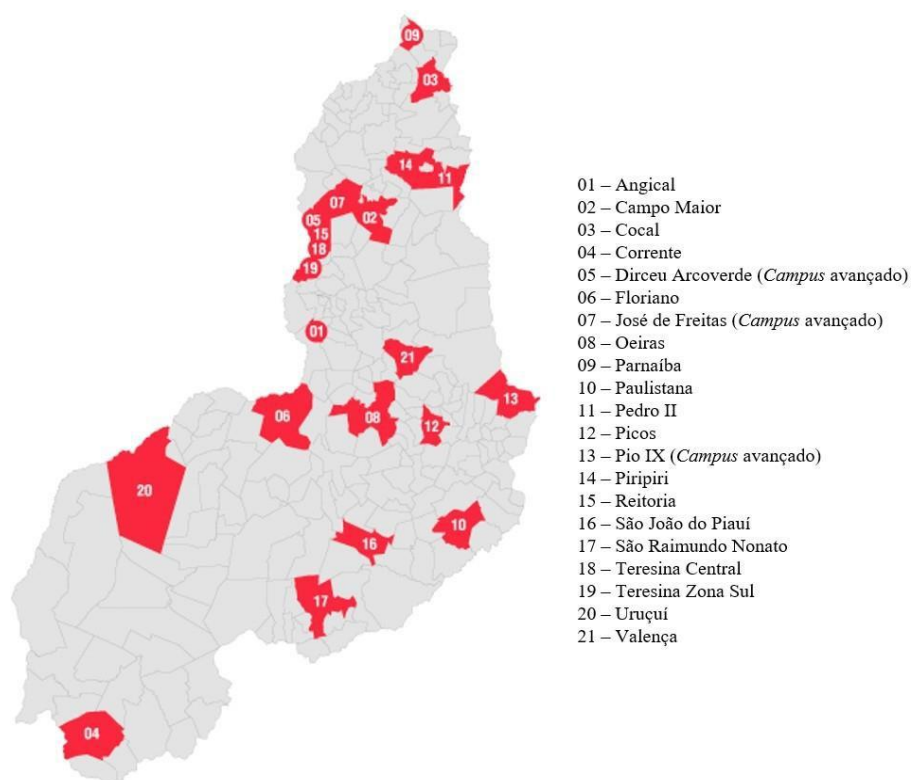 09
03
14
11
07
02
05
15
18
19
01
21
13
06
08
12
20
10
16
17
04
01 – Angical
02 – Campo Maior
03 – Cocal
04 – Corrente
05 – Dirceu Arcoverde (Campus avançado)
06 – Floriano
07 – José de Freitas (Campus avançado)
08 – Oeiras
09 – Parnaíba
10 – Paulistana
11 – Pedro II
12 – Picos
13 – Pio IX (Campus avançado)
14 – Piripiri
15 – Reitoria
16 – São João do Piauí
17 – São Raimundo Nonato
18 – Teresina Central
19 – Teresina Zona Sul
20 – Uruçuí
21 – Valença